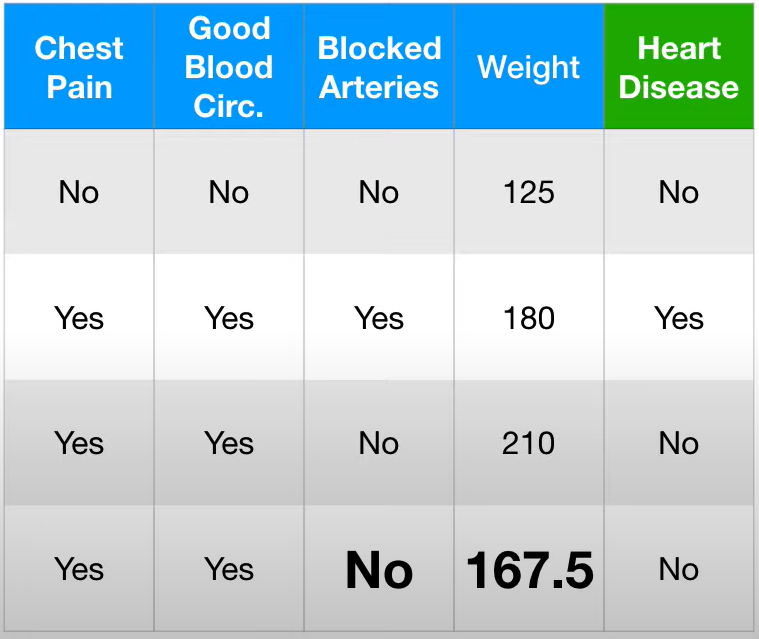 Chest Pain | Good Blood Circ. | Blocked Arteries | Weight | Heart Disease
No | No | No | 125 | No
Yes | Yes | Yes | 180 | Yes
Yes | Yes | No | 210 | No
Yes | Yes | No | 167.5 | No